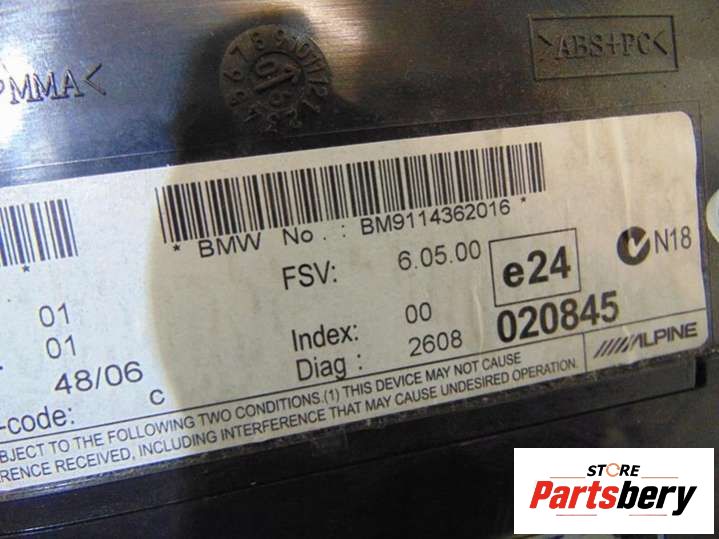 >PMMA<
>ABS+PC<
* BMW No.: BM9114362016 *
FSV: 6.05.00
e24
N18
01
Index: 00
020845
01
Diag: 2608
ALPINE
48/06
-code: C
BJECT TO THE FOLLOWING TWO CONDITIONS.(1) THIS DEVICE MAY NOT CAUSE
RENCE RECEIVED, INCLUDING INTERFERENCE THAT MAY CAUSE UNDESIRED OPERATION.
STORE
Partsbery